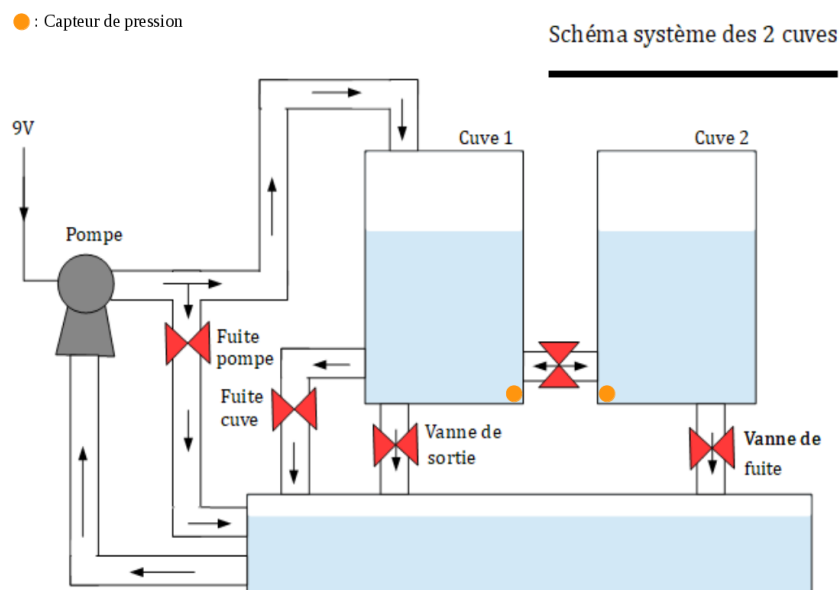 : Capteur de pression
Schéma système des 2 cuves
9V
Cuve 1
Cuve 2
Pompe
Fuite
pompe
Fuite
cuve
Vanne de
sortie
Vanne de
fuite